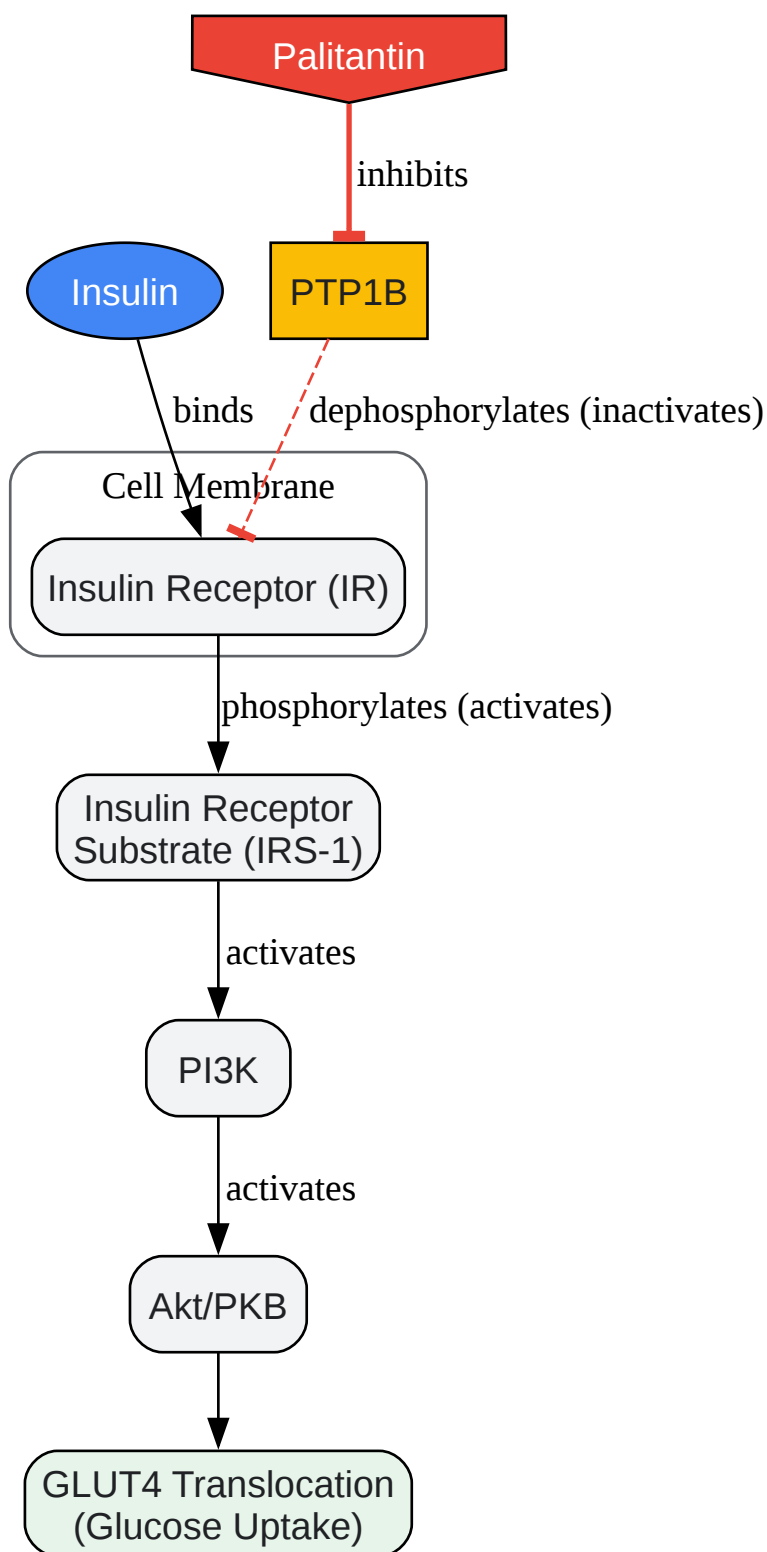 Palitantin
inhibits
Insulin
PTP1B
binds
dephosphorylates (inactivates)
Cell Membrane
Insulin Receptor (IR)
phosphorylates (activates)
Insulin Receptor
Substrate (IRS-1)
activates
PI3K
activates
Akt/PKB
GLUT4 Translocation
(Glucose Uptake)